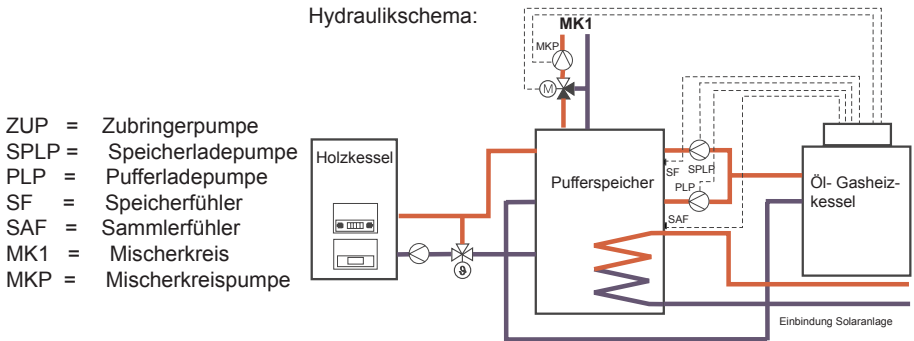 Hydraulikschema:
ZUP = Zubringerpumpe
SPLP = Speicherladepumpe
PLP = Pufferladepumpe
SF = Speicherfühler
SAF = Sammlerfühler
MK1 = Mischerkreis
MKP = Mischerkreispumpe
MK1
MKP
M
Holzkessel
ϑ
Pufferspeicher
SF
SPLP
PLP
SAF
Öl- Gasheiz-
kessel
Einbindung Solaranlage